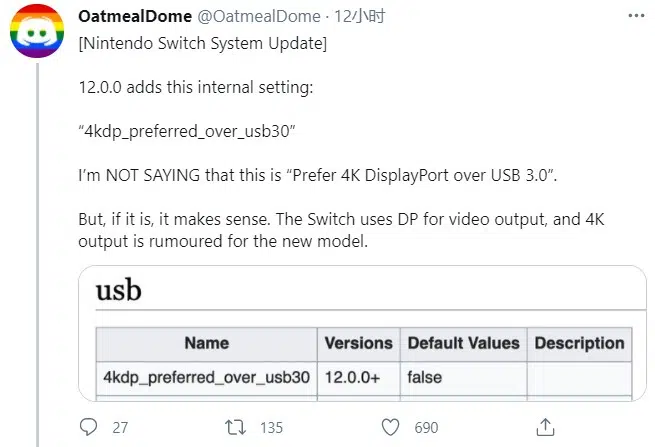 OatmealDome @OatmealDome · 12小时
[Nintendo Switch System Update]
12.0.0 adds this internal setting:
“4kdp_preferred_over_usb30”
I’m NOT SAYING that this is “Prefer 4K DisplayPort over USB 3.0”.
But, if it is, it makes sense. The Switch uses DP for video output, and 4K
output is rumoured for the new model.
usb
Name Versions Default Values Description
4kdp_preferred_over_usb30 12.0.0+ false
27 135 690